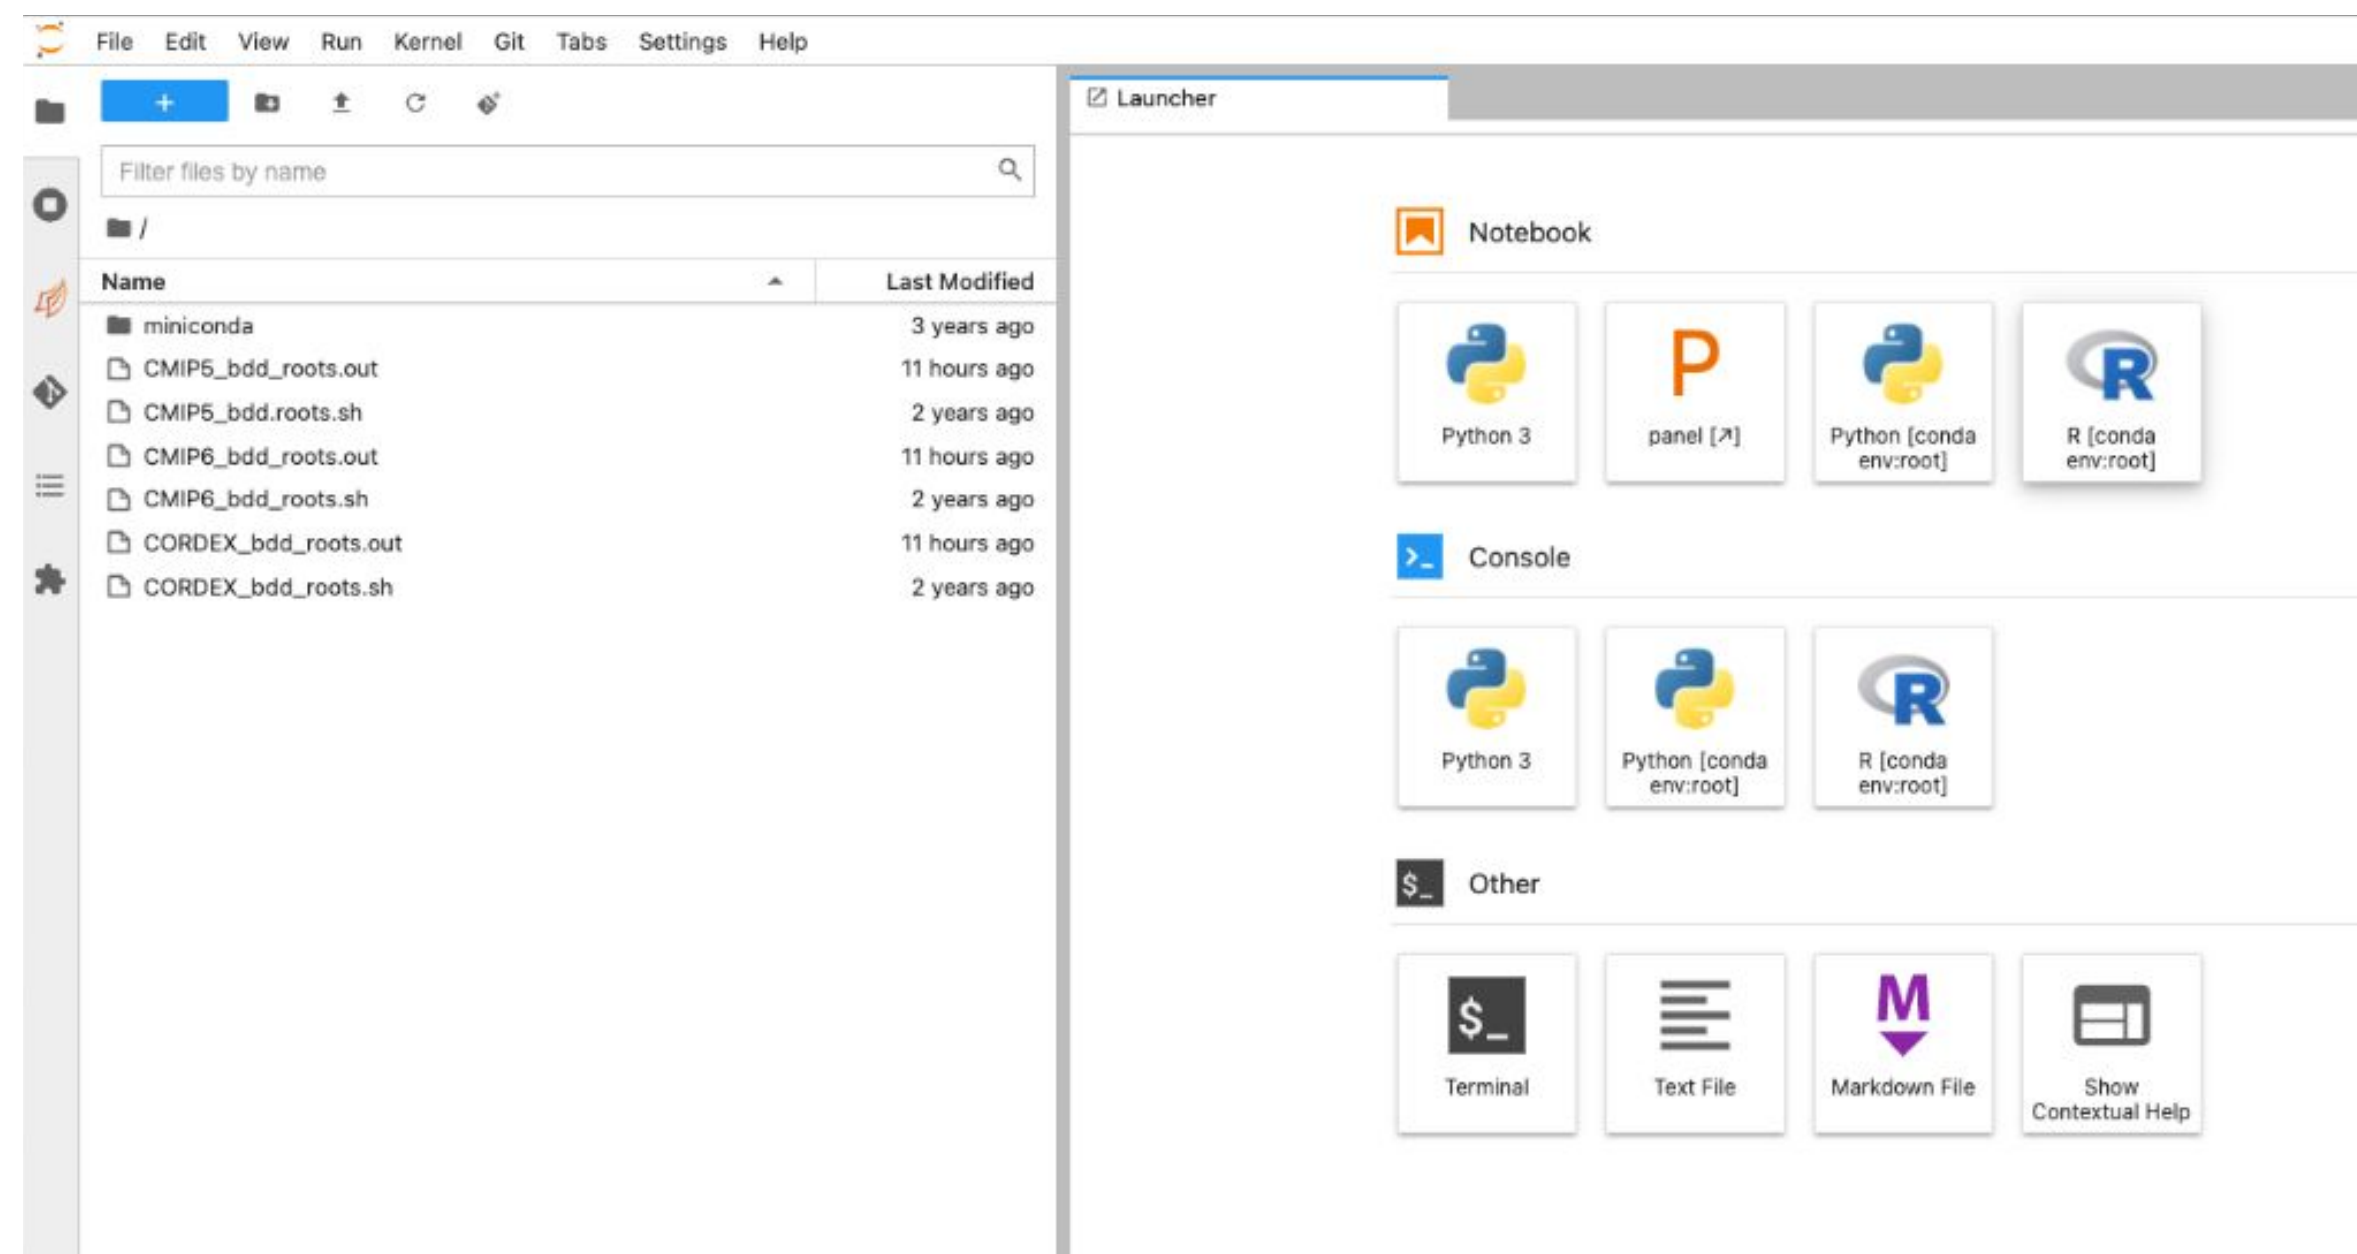 File Edit View Run Kernel Git Tabs Settings Help
+
Filter files by name
/
Name Last Modified
miniconda 3 years ago
CMIP5_bdd_roots.out 11 hours ago
CMIP5_bdd.roots.sh 2 years ago
CMIP6_bdd_roots.out 11 hours ago
CMIP6_bdd_roots.sh 2 years ago
CORDEX_bdd_roots.out 11 hours ago
CORDEX_bdd_roots.sh 2 years ago
Launcher
Notebook
P
R
Python 3
panel [↗]
Python [conda
env:root]
R [conda
env:root]
>_
Console
R
Python 3
Python [conda
env:root]
R [conda
env:root]
$_
Other
$_
M
Terminal
Text File
Markdown File
Show
Contextual Help